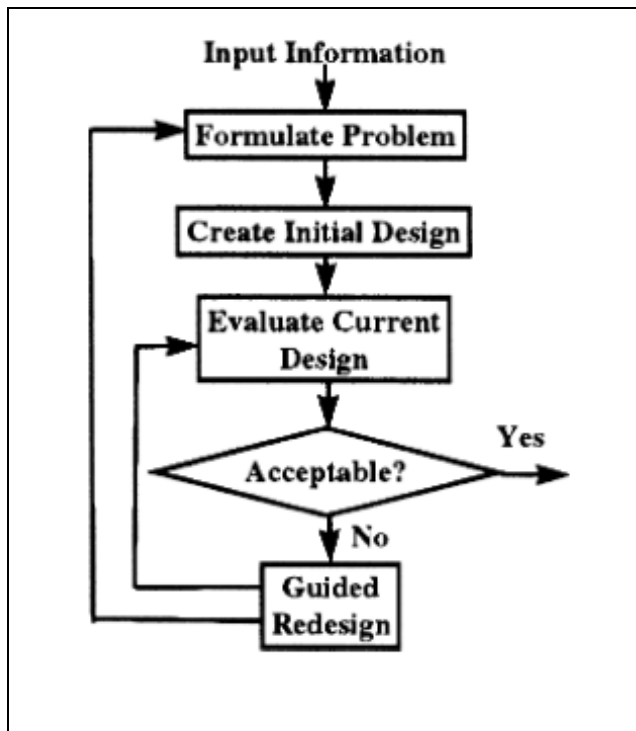 Input Information
Formulate Problem
Create Initial Design
Evaluate Current
Design
Yes
Acceptable?
No
Guided
Redesign